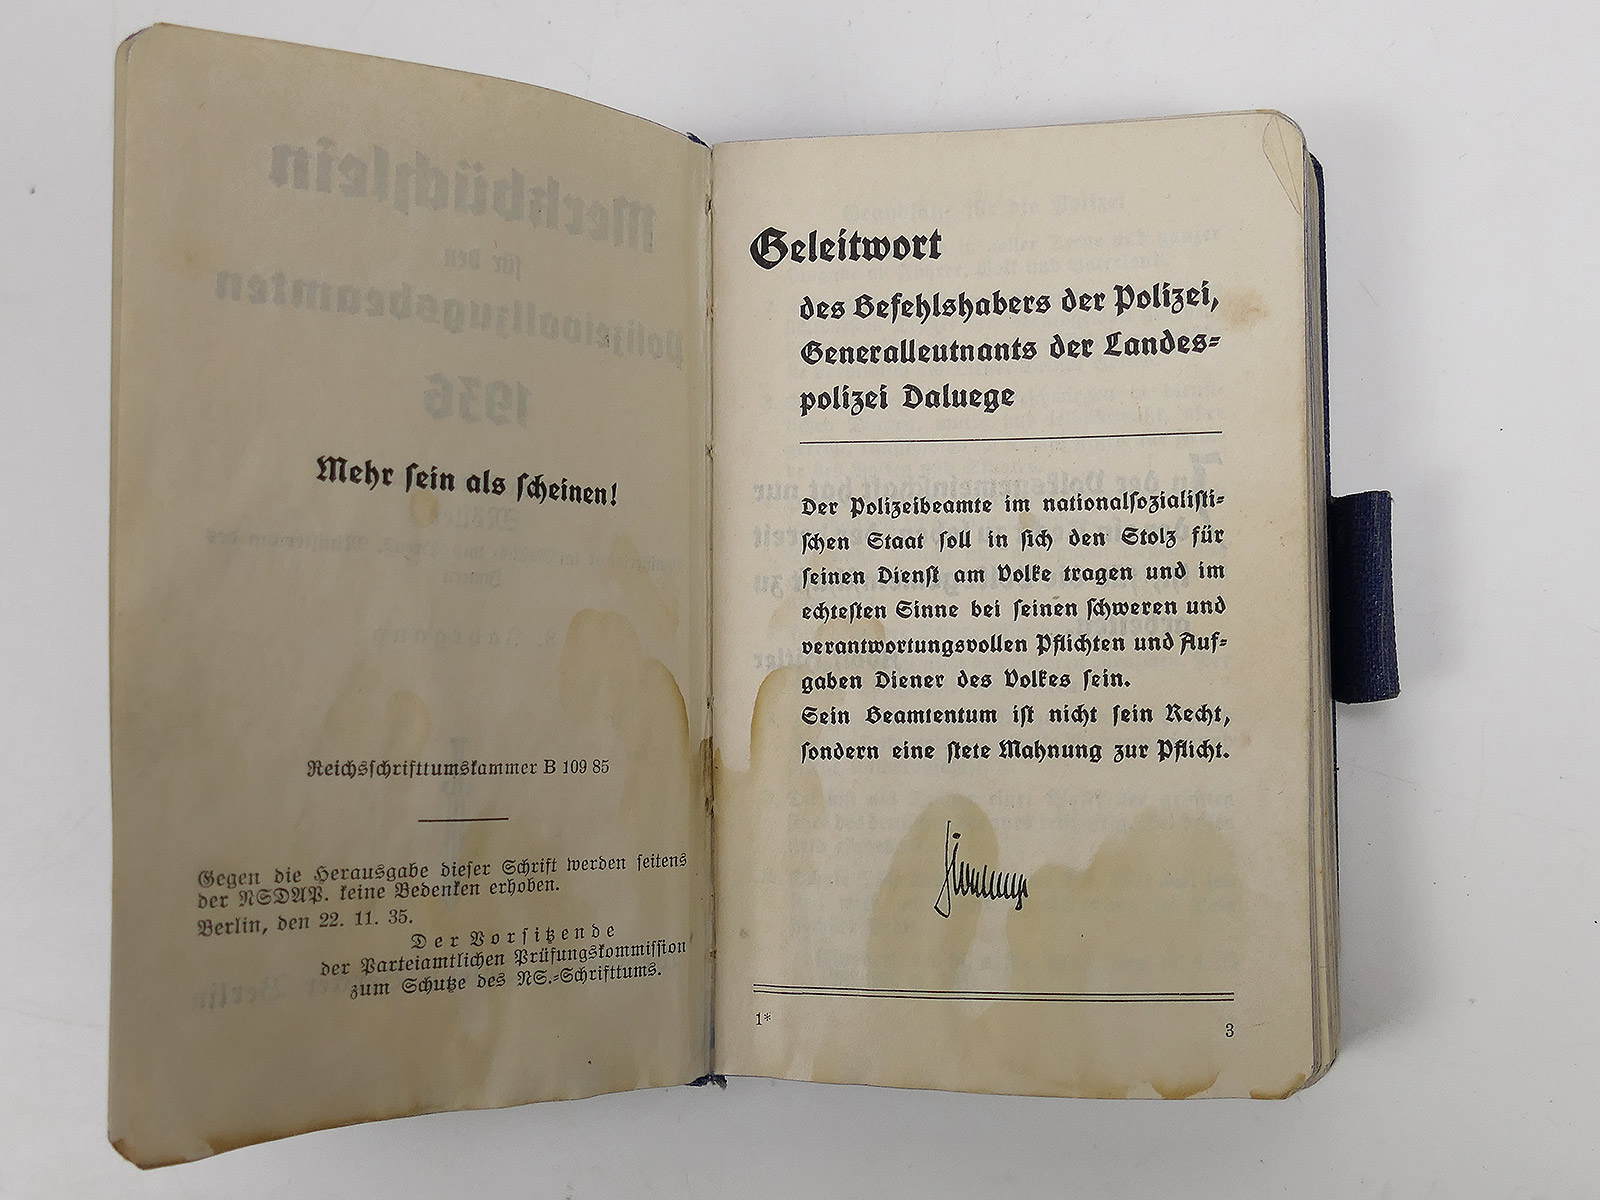 Mehr sein als scheinen!
Reichsschrifttumskammer B 109 85
Gegen die Herausgabe dieser Schrift werden seitens
der NSDAP. keine Bedenken erhoben.
Berlin, den 22. 11. 35.
Der Vorsitzende
der Parteiamtlichen Prüfungskommission
zum Schutze des NS.-Schrifttums.
Geleitwort
des Befehlshabers der Polizei,
Generalleutnants der Landes-
polizei Daluege
Der Polizeibeamte im nationalsozialisti-
schen Staat soll in sich den Stolz für
seinen Dienst am Volke tragen und im
echtesten Sinne bei seinen schweren und
verantwortungsvollen Pflichten und Auf-
gaben Diener des Volkes sein.
Sein Beamtentum ist nicht sein Recht,
sondern eine stete Mahnung zur Pflicht.
1*
3